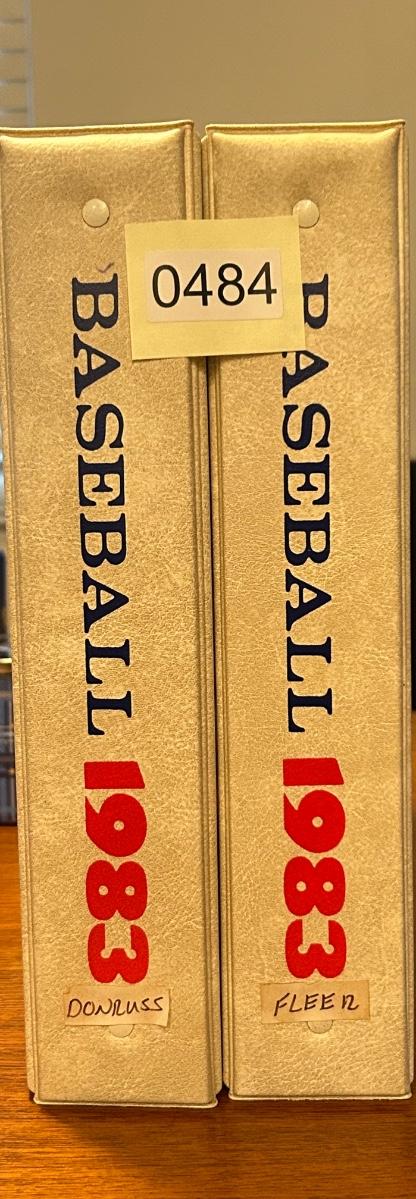 0484
BASEBALL 1983
DONRUSS
BASEBALL 1983
FLEER